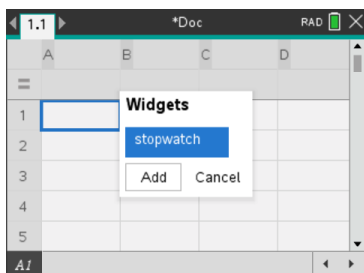 1.1 *Doc RAD
A B C D
=
1
2
3
4
5
Widgets
stopwatch
Add Cancel
A1